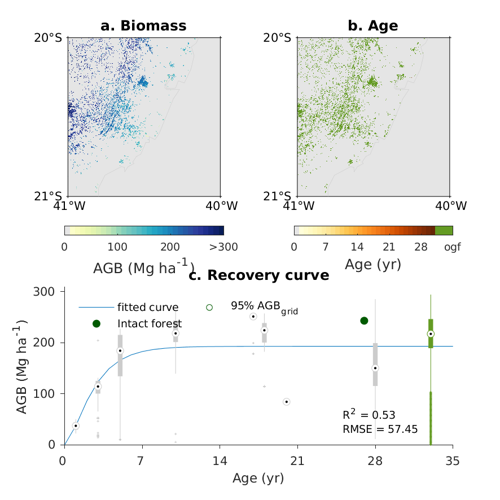 a. Biomass
b. Age
20°S
20°S
21°S
21°S
41°W
40°W
41°W
40°W
0
100
200
>300
0
7
14
21
28
ogf
AGB (Mg ha-1)
Age (yr)
c. Recovery curve
300
200
100
0
AGB (Mg ha-1)
fitted curve
95% AGBgrid
Intact forest
R2 = 0.53
RMSE = 57.45
0
7
14
21
28
35
Age (yr)